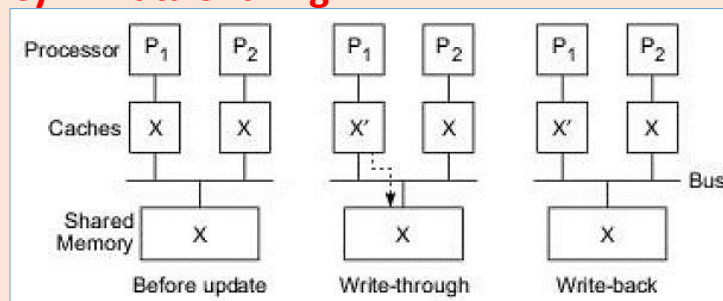 Processor P₁ P₂ P₁ P₂ P₁ P₂
Caches X X X′ X X′ X
Bus
Shared
Memory X X X
Before update Write-through Write-back